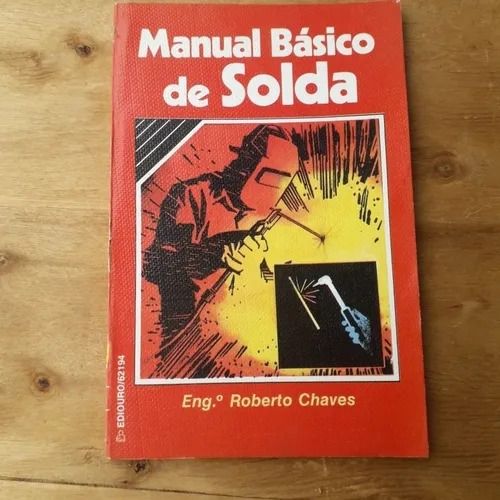 Manual Básico
de Solda
Eng.º Roberto Chaves
EDIOURO/62194